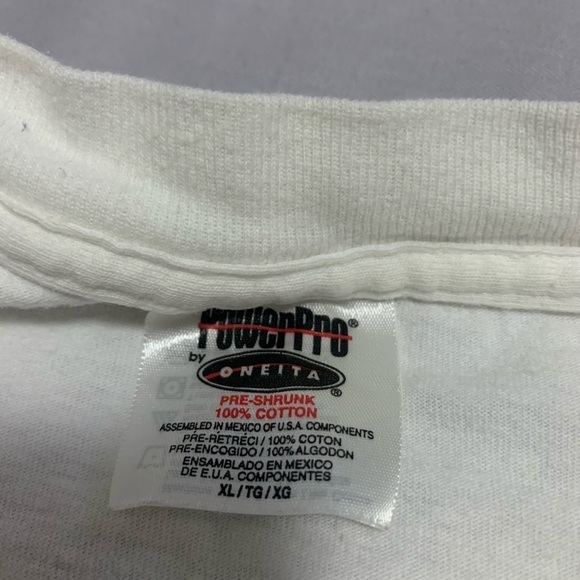 PowerPro®
by ONEITA®
PRE-SHRUNK
100% COTTON
ASSEMBLED IN MEXICO OF U.S.A. COMPONENTS
PRE-RETRÉCI / 100% COTON
PRE-ENCOGIDO / 100% ALGODON
ENSAMBLADO EN MEXICO
DE E.U.A. COMPONENTES
XL / TG / XG